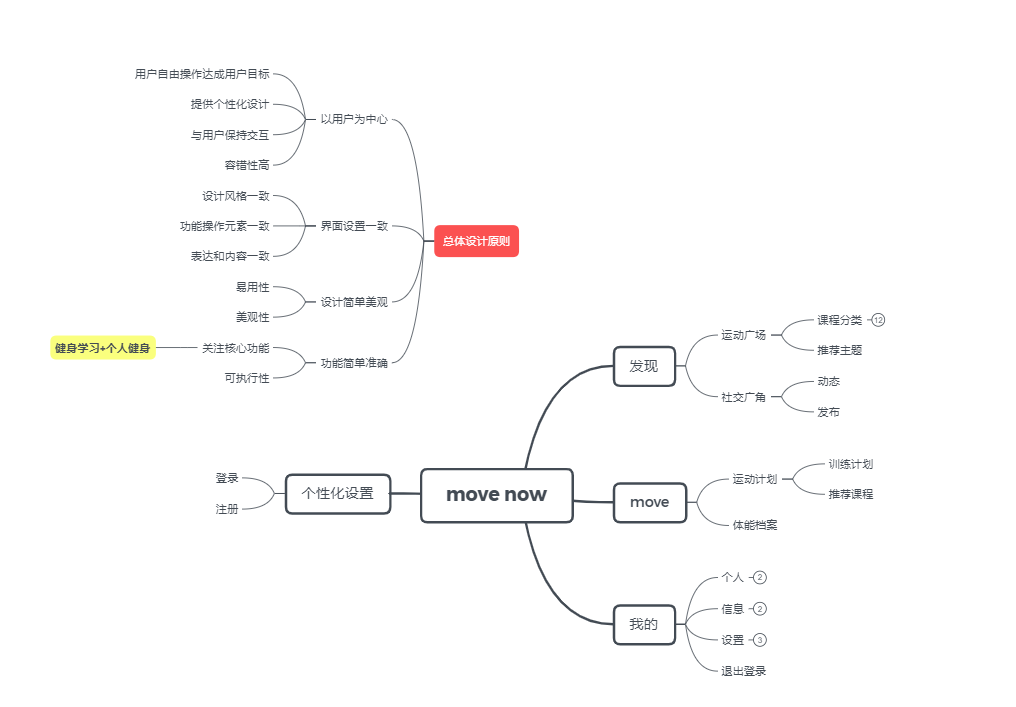 用户自由操作达成用户目标
提供个性化设计
与用户保持交互
容错性高
以用户为中心
设计风格一致
功能操作元素一致
表达和内容一致
界面设置一致
易用性
美观性
设计简单美观
健身学习+个人健身
关注核心功能
可执行性
功能简单准确
总体设计原则
登录
注册
个性化设置
move now
发现
运动广场
课程分类
12
推荐主题
社交广角
动态
发布
move
运动计划
训练计划
推荐课程
体能档案
我的
个人
2
信息
2
设置
3
退出登录